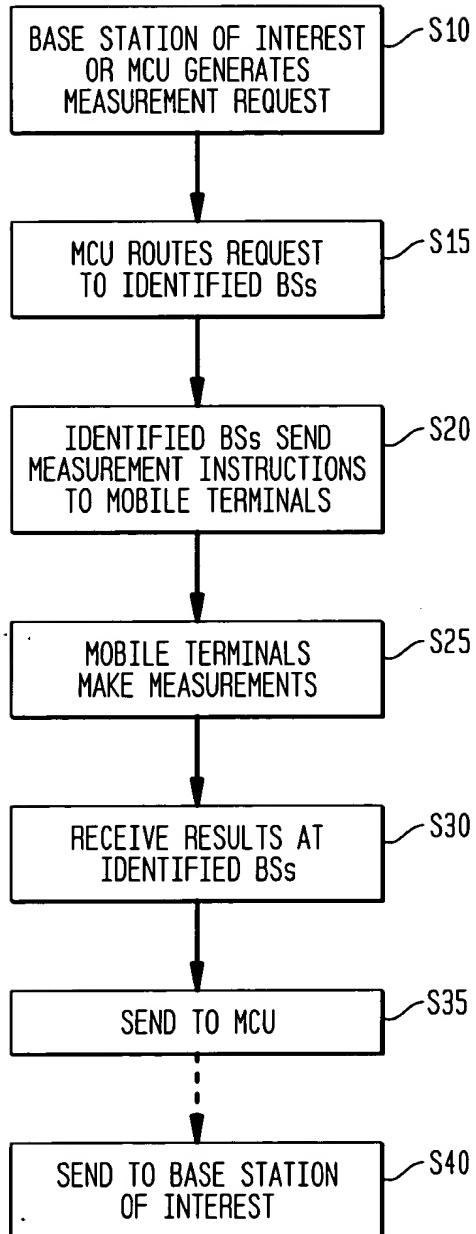 BASE STATION OF INTEREST
OR MCU GENERATES
MEASUREMENT REQUEST
S10
MCU ROUTES REQUEST
TO IDENTIFIED BSs
S15
IDENTIFIED BSs SEND
MEASUREMENT INSTRUCTIONS
TO MOBILE TERMINALS
S20
MOBILE TERMINALS
MAKE MEASUREMENTS
S25
RECEIVE RESULTS AT
IDENTIFIED BSs
S30
SEND TO MCU
S35
SEND TO BASE STATION
OF INTEREST
S40